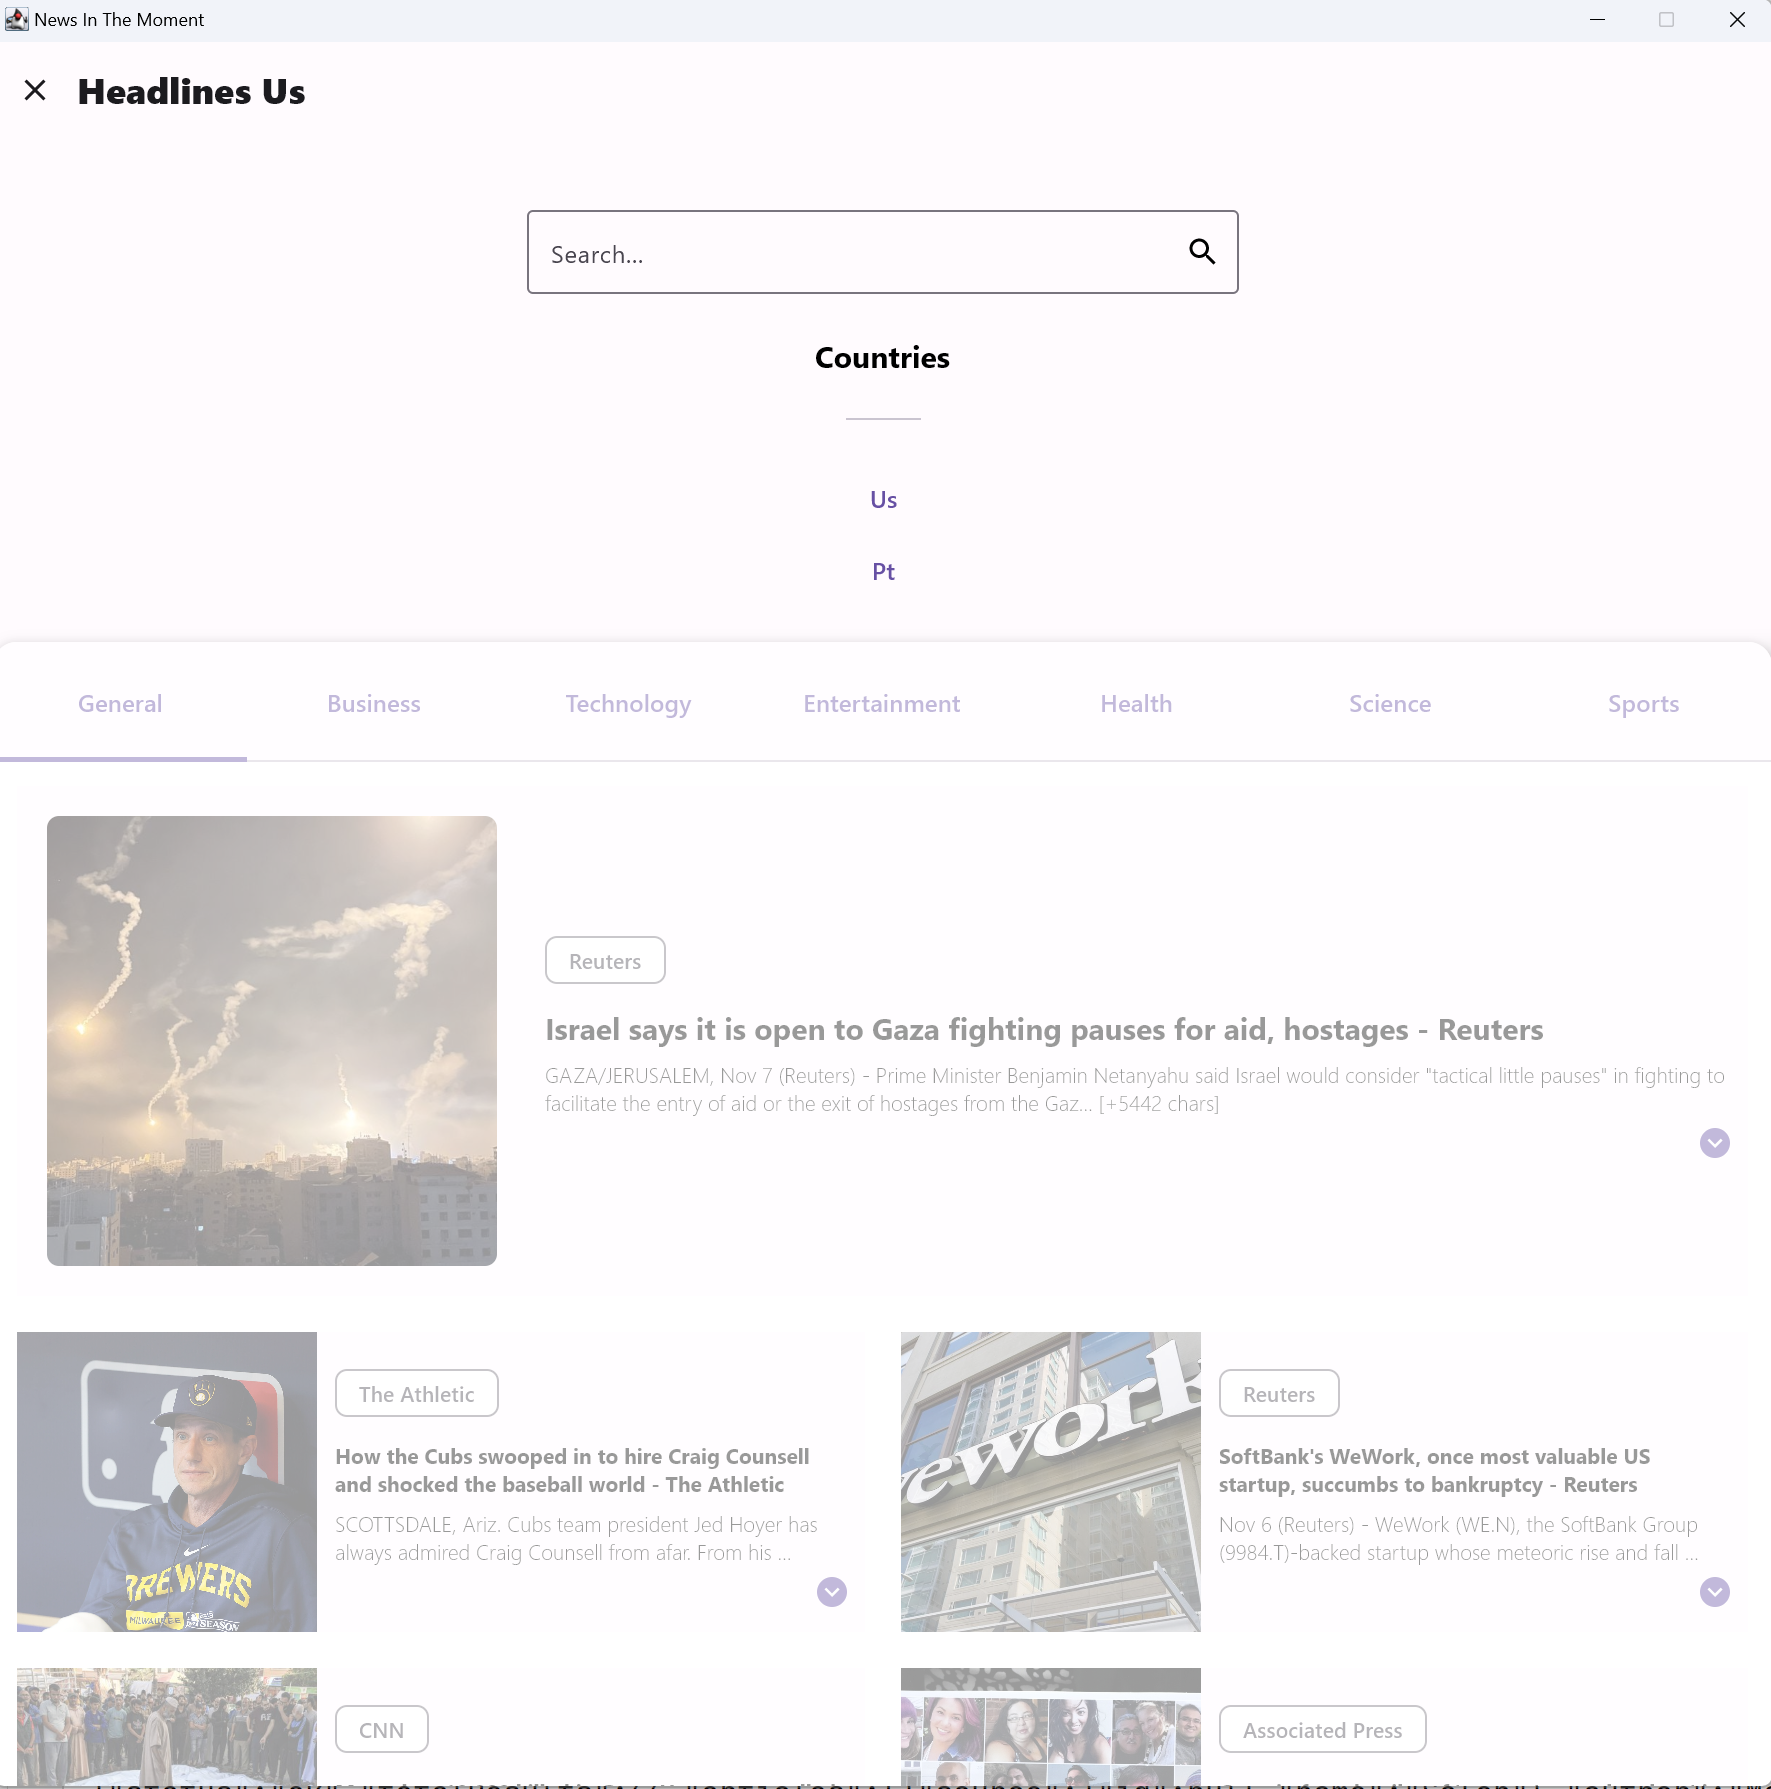 News In The Moment
Headlines Us
Search...
Countries
Us
Pt
General
Business
Technology
Entertainment
Health
Science
Sports
Reuters
Israel says it is open to Gaza fighting pauses for aid, hostages - Reuters
GAZA/JERUSALEM, Nov 7 (Reuters) - Prime Minister Benjamin Netanyahu said Israel would consider "tactical little pauses" in fighting to
facilitate the entry of aid or the exit of hostages from the Gaz... [+5442 chars]
The Athletic
How the Cubs swooped in to hire Craig Counsell
and shocked the baseball world - The Athletic
SCOTTSDALE, Ariz. Cubs team president Jed Hoyer has
always admired Craig Counsell from afar. From his ...
BREWERS
MILWAUKEE
POSTSEASON
wework
Reuters
SoftBank's WeWork, once most valuable US
startup, succumbs to bankruptcy - Reuters
Nov 6 (Reuters) - WeWork (WE.N), the SoftBank Group
(9984.T)-backed startup whose meteoric rise and fall ...
CNN
Associated Press